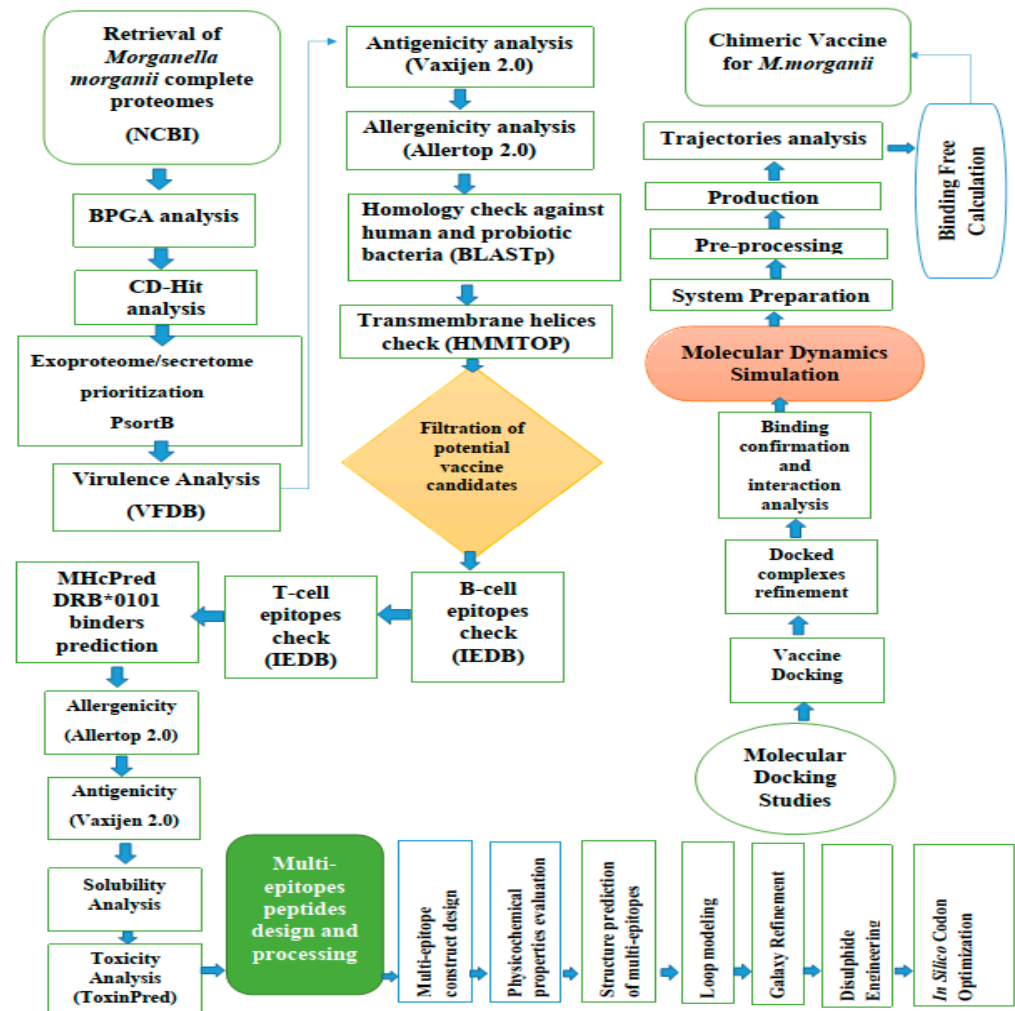 Retrieval of
Morganella
morganii complete
proteomes
(NCBI)
BPGA analysis
CD-Hit
analysis
Exoproteome/secretome
prioritization
PsortB
Virulence Analysis
(VFDB)
Antigenicity analysis
(Vaxijen 2.0)
Allergenicity analysis
(Allertop 2.0)
Homology check against
human and probiotic
bacteria (BLASTp)
Transmembrane helices
check (HMMTOP)
Filtration of
potential
vaccine
candidates
B-cell
epitopes
check
(IEDB)
T-cell
epitopes
check
(IEDB)
MHcPred
DRB*0101
binders
prediction
Allergenicity
(Allertop 2.0)
Antigenicity
(Vaxijen 2.0)
Solubility
Analysis
Toxicity
Analysis
(ToxinPred)
Multi-
epitopes
peptides
design and
processing
Multi-epitope
construct design
Physicochemical
properties evaluation
Structure prediction
of multi-epitopes
Loop modeling
Galaxy Refinement
Disulphide
Engineering
In Silico Codon
Optimization
Molecular
Docking
Studies
Vaccine
Docking
Docked
complexes
refinement
Binding
confirmation
and
interaction
analysis
Molecular Dynamics
Simulation
System Preparation
Pre-processing
Production
Trajectories analysis
Binding Free
Calculation
Chimeric Vaccine
for M.morganii